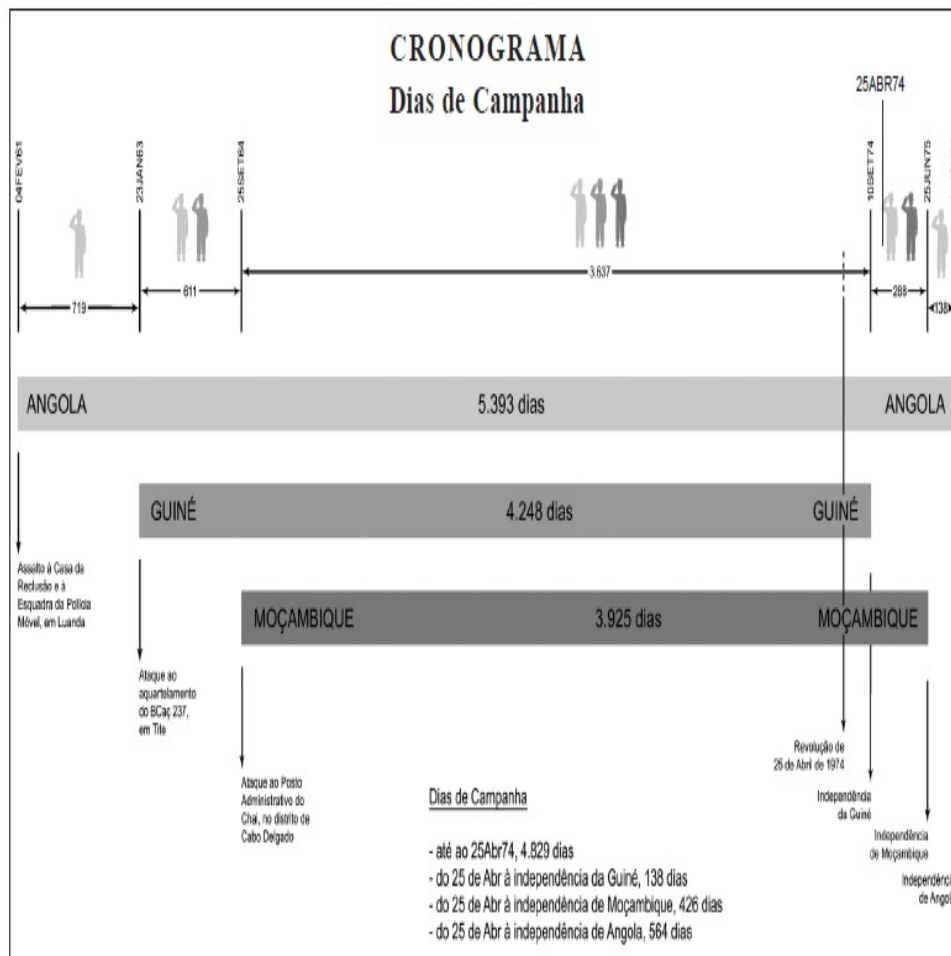 CRONOGRAMA
Dias de Campanha
25ABR74
04FEV61
23JAN63
25SET64
10SET74
25JUN75
719
611
3.637
288
138
ANGOLA
5.393 dias
ANGOLA
GUINÉ
4.248 dias
GUINÉ
MOÇAMBIQUE
3.925 dias
MOÇAMBIQUE
Assalto à Casa da
Reclusão e à
Esquadra da Polícia
Móvel, em Luanda
Ataque ao
aquartelamento
do BCaç 237,
em Tite
Ataque ao Posto
Administrativo do
Chai, no distrito de
Cabo Delgado
Revolução de
25 de Abril de 1974
Independência
da Guiné
Independência
de Moçambique
Independênc
de Angol
Dias de Campanha
- até ao 25Abr74, 4.829 dias
- do 25 de Abr à independência da Guiné, 138 dias
- do 25 de Abr à independência de Moçambique, 426 dias
- do 25 de Abr à independência de Angola, 564 dias